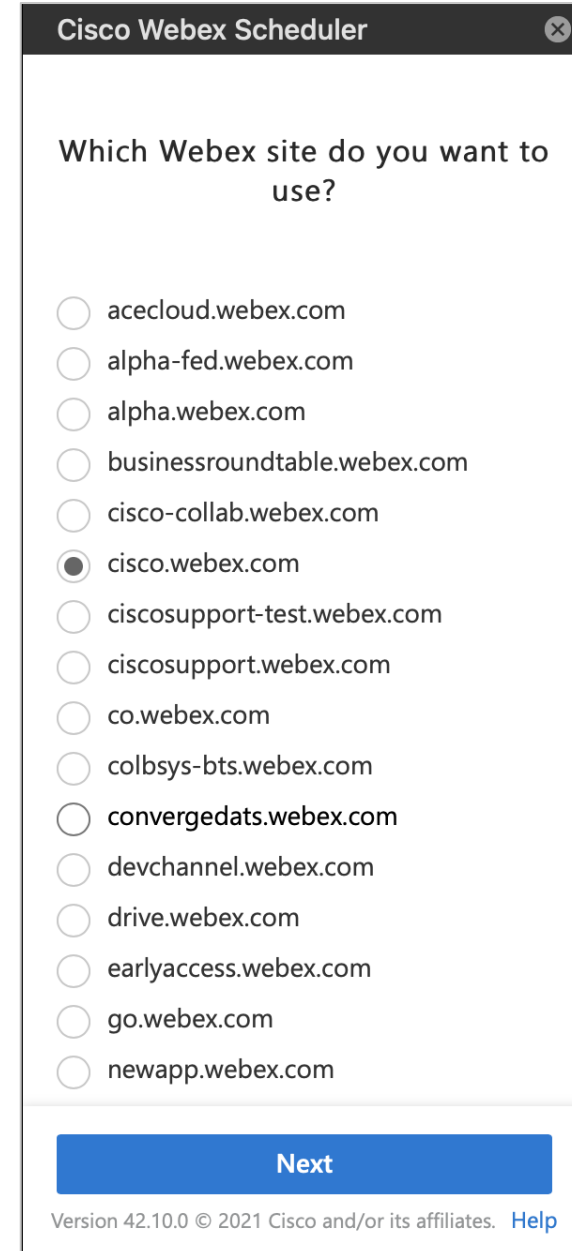 Cisco Webex Scheduler
Which Webex site do you want to
use?
acecloud.webex.com
alpha-fed.webex.com
alpha.webex.com
businessroundtable.webex.com
cisco-collab.webex.com
cisco.webex.com
ciscosupport-test.webex.com
ciscosupport.webex.com
co.webex.com
colbsys-bts.webex.com
convergedats.webex.com
devchannel.webex.com
drive.webex.com
earlyaccess.webex.com
go.webex.com
newapp.webex.com
Next
Version 42.10.0 © 2021 Cisco and/or its affiliates. Help